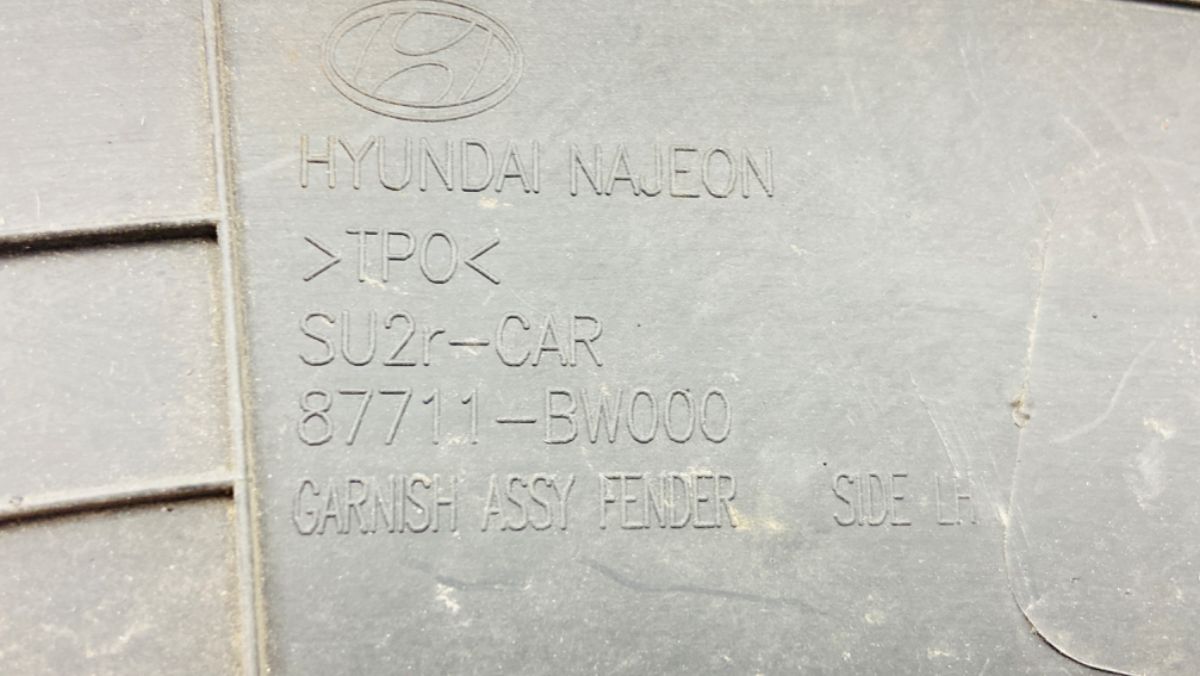 HYUNDAI NAJEON
>TPO<
SU2r-CAR
87711-BW000
GARNISH ASSY FENDER SIDE LH